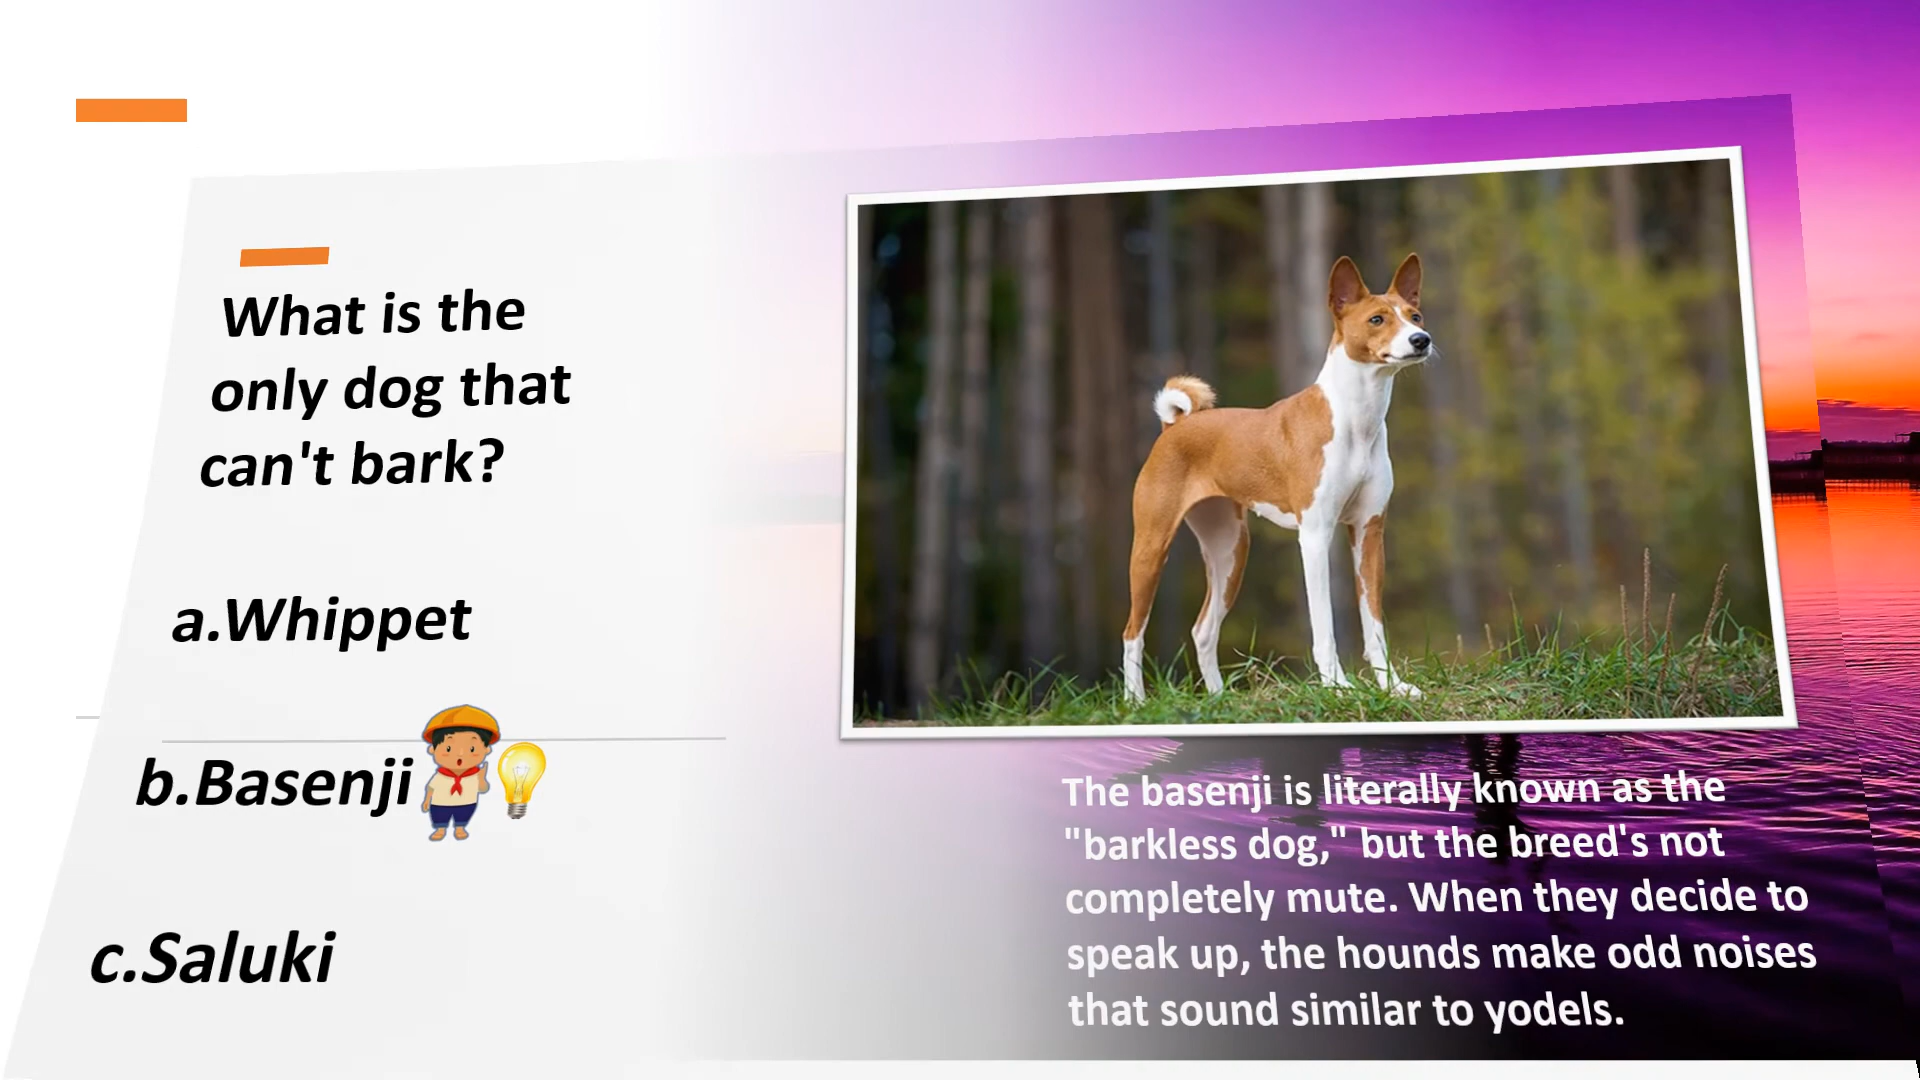 What is the
only dog that
can't bark?
a.Whippet
b.Basenji
c.Saluki
The basenji is literally known as the
"barkless dog," but the breed's not
completely mute. When they decide to
speak up, the hounds make odd noises
that sound similar to yodels.